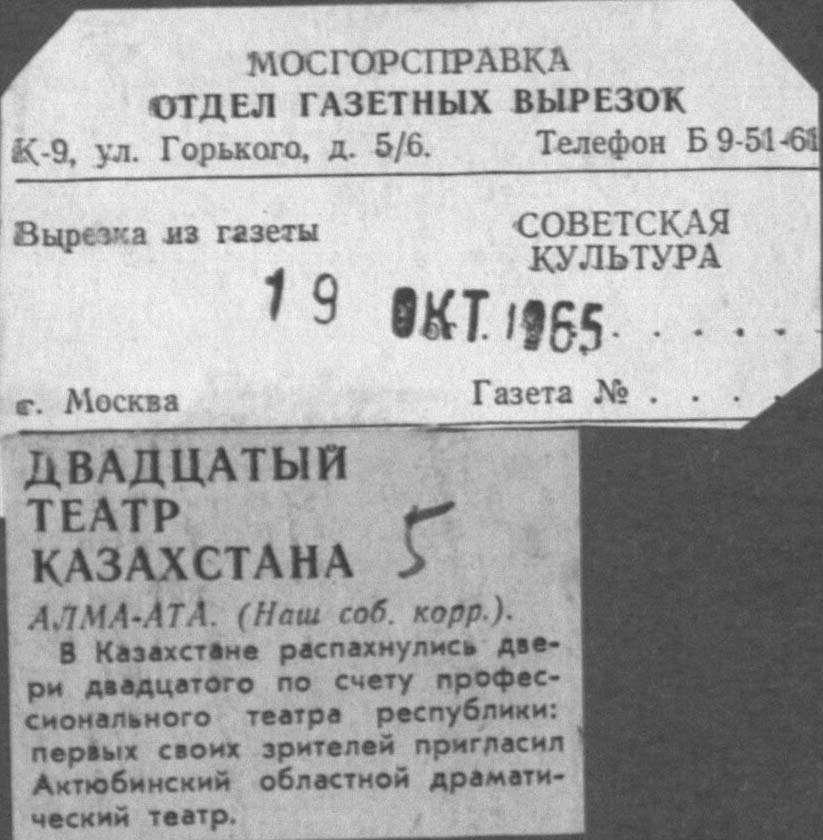 МОСГОРСПРАВКА
ОТДЕЛ ГАЗЕТНЫХ ВЫРЕЗОК
К-9, ул. Горького, д. 5/6. Телефон Б 9-51-61
Вырезка из газеты
СОВЕТСКАЯ
КУЛЬТУРА
19 ОКТ. 1965 . . . . .
г. Москва Газета № . . . .
ДВАДЦАТЫЙ
ТЕАТР
КАЗАХСТАНА
5
АЛМА-АТА. (Наш соб. корр.).
В Казахстане распахнулись две-
ри двадцатого по счету профес-
сионального театра республики:
первых своих зрителей пригласил
Актюбинский областной драмати-
ческий театр.